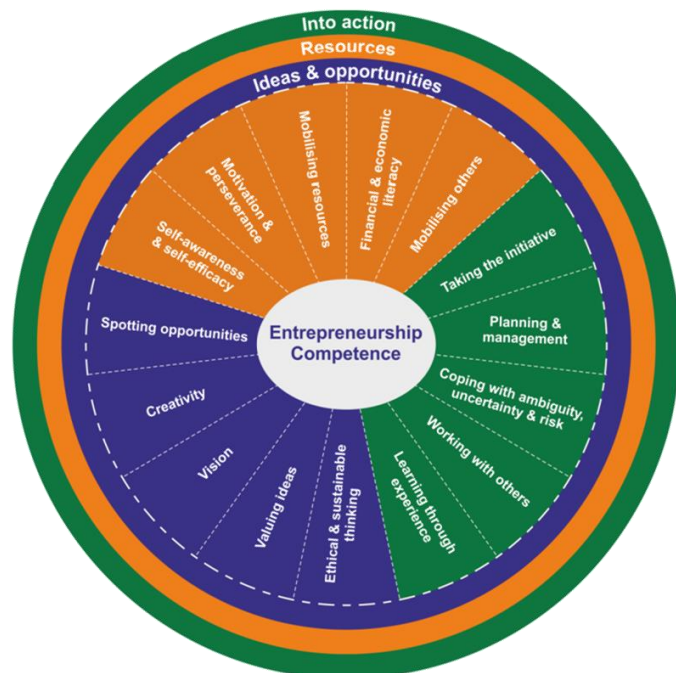 Into action
Resources
Ideas & opportunities
Self-awareness
& self-efficacy
Motivation &
perseverance
Mobilising resources
Financial & economic
literacy
Mobilising others
Taking the initiative
Planning &
management
Coping with ambiguity,
uncertainty & risk
Working with others
Learning through
experience
Ethical & sustainable
thinking
Valuing ideas
Vision
Creativity
Spotting opportunities
Entrepreneurship
Competence